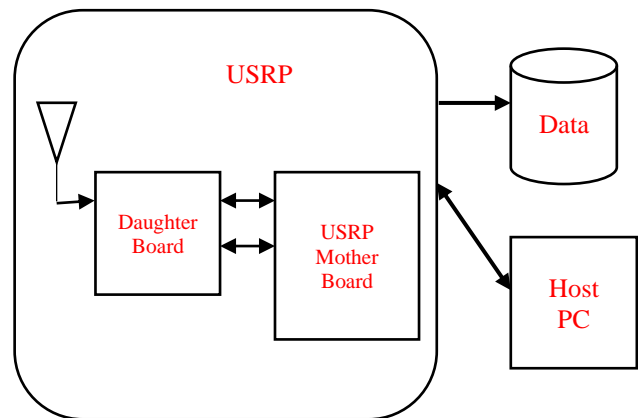 USRP
Data
Daughter
Board
USRP
Mother
Board
Host
PC